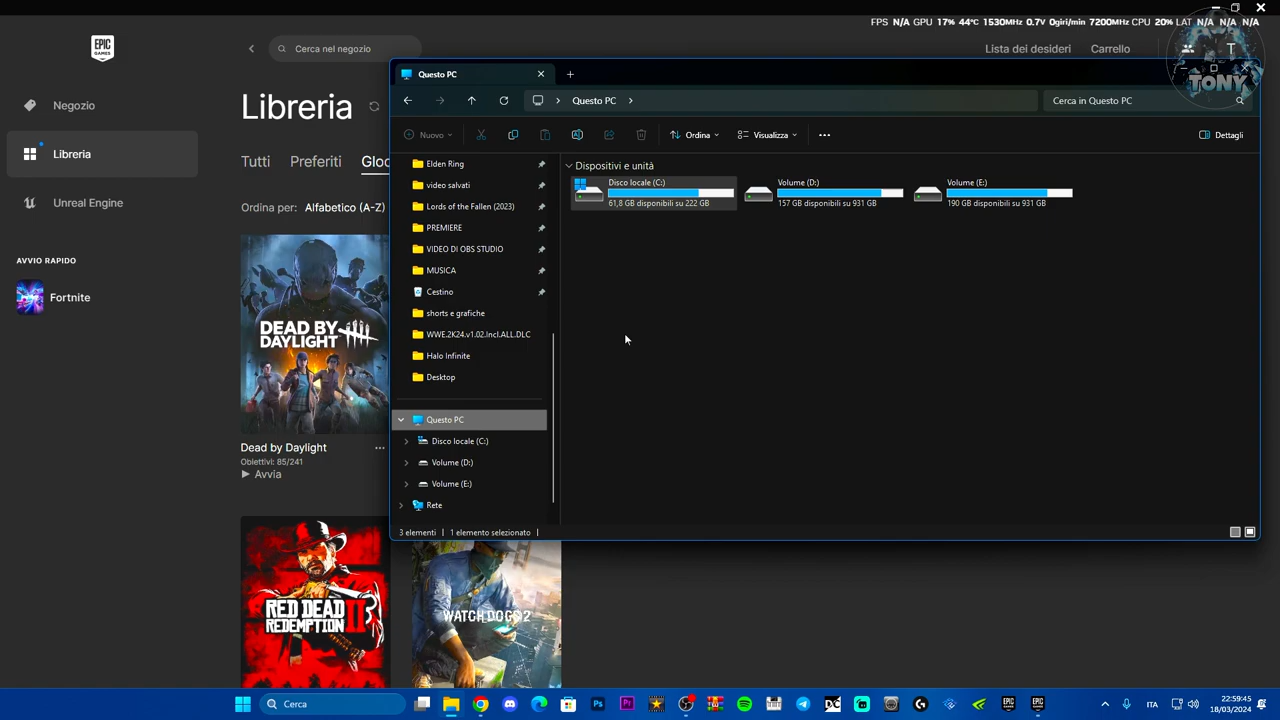 FPS N/A GPU 17% 44°C 1530MHz 0.7V 0giri/min 7200MHz CPU 20% LAT N/A N/A N/A
EPIC GAMES
Cerca nel negozio
Lista dei desideri
Carrello
T
TONY
Negozio
Libreria
Unreal Engine
AVVIO RAPIDO
Fortnite
Libreria
Tutti
Preferiti
Gioc
Ordina per: Alfabetico (A-Z)
DEAD BY
DAYLIGHT
Dead by Daylight
Obiettivi: 85/241
Avvia
RED DEAD
REDEMPTION II
WATCH DOGS 2
Questo PC
Questo PC
Cerca in Questo PC
Nuovo
Ordina
Visualizza
Dettagli
Elden Ring
video salvati
Lords of the Fallen (2023)
PREMIERE
VIDEO DI OBS STUDIO
MUSICA
Cestino
shorts e grafiche
WWE.2K24.v1.02.Incl.ALL.DLC
Halo Infinite
Desktop
Questo PC
Disco locale (C:)
Volume (D:)
Volume (E:)
Rete
Dispositivi e unità
Disco locale (C:)
61,8 GB disponibili su 222 GB
Volume (D:)
157 GB disponibili su 931 GB
Volume (E:)
190 GB disponibili su 931 GB
3 elementi
1 elemento selezionato
Cerca
Ps
Pr
EPIC GAMES
EPIC GAMES
ITA
22:59:45
18/03/2024